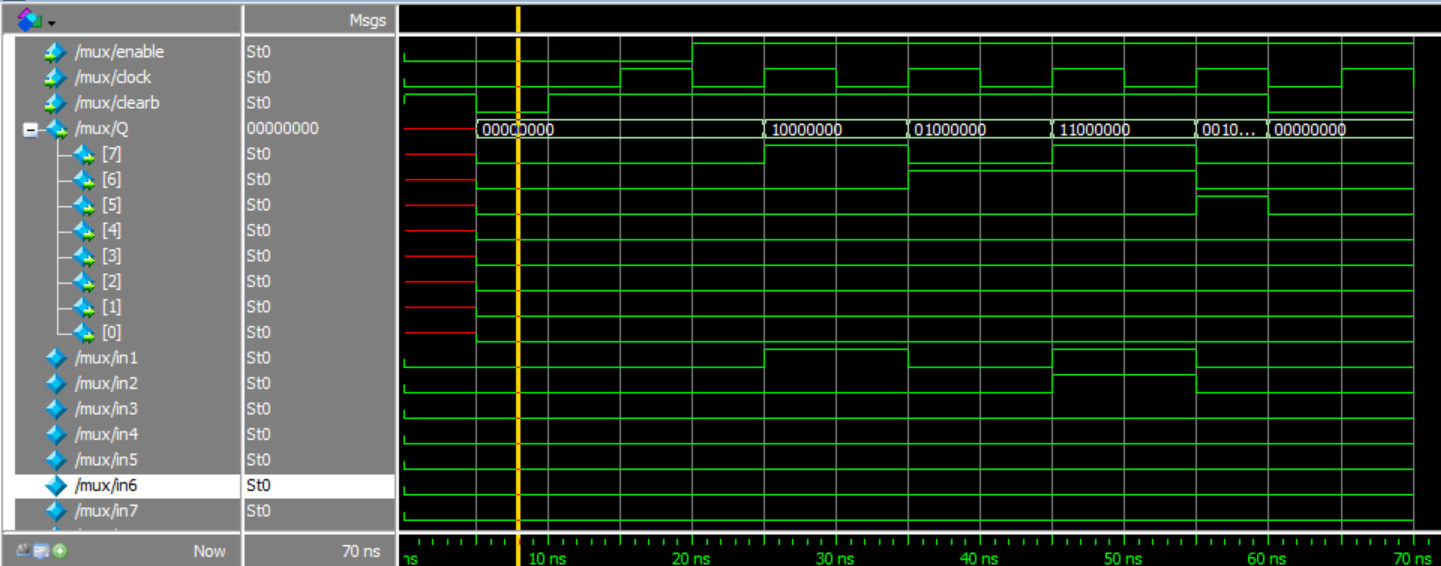 Msgs
/mux/enable St0
/mux/clock St0
/mux/clearb St0
/mux/Q 00000000 00000000 10000000 01000000 11000000 0010... 00000000
[7] St0
[6] St0
[5] St0
[4] St0
[3] St0
[2] St0
[1] St0
[0] St0
/mux/in1 St0
/mux/in2 St0
/mux/in3 St0
/mux/in4 St0
/mux/in5 St0
/mux/in6 St0
/mux/in7 St0
Now 70 ns ns 10 ns 20 ns 30 ns 40 ns 50 ns 60 ns 70 ns